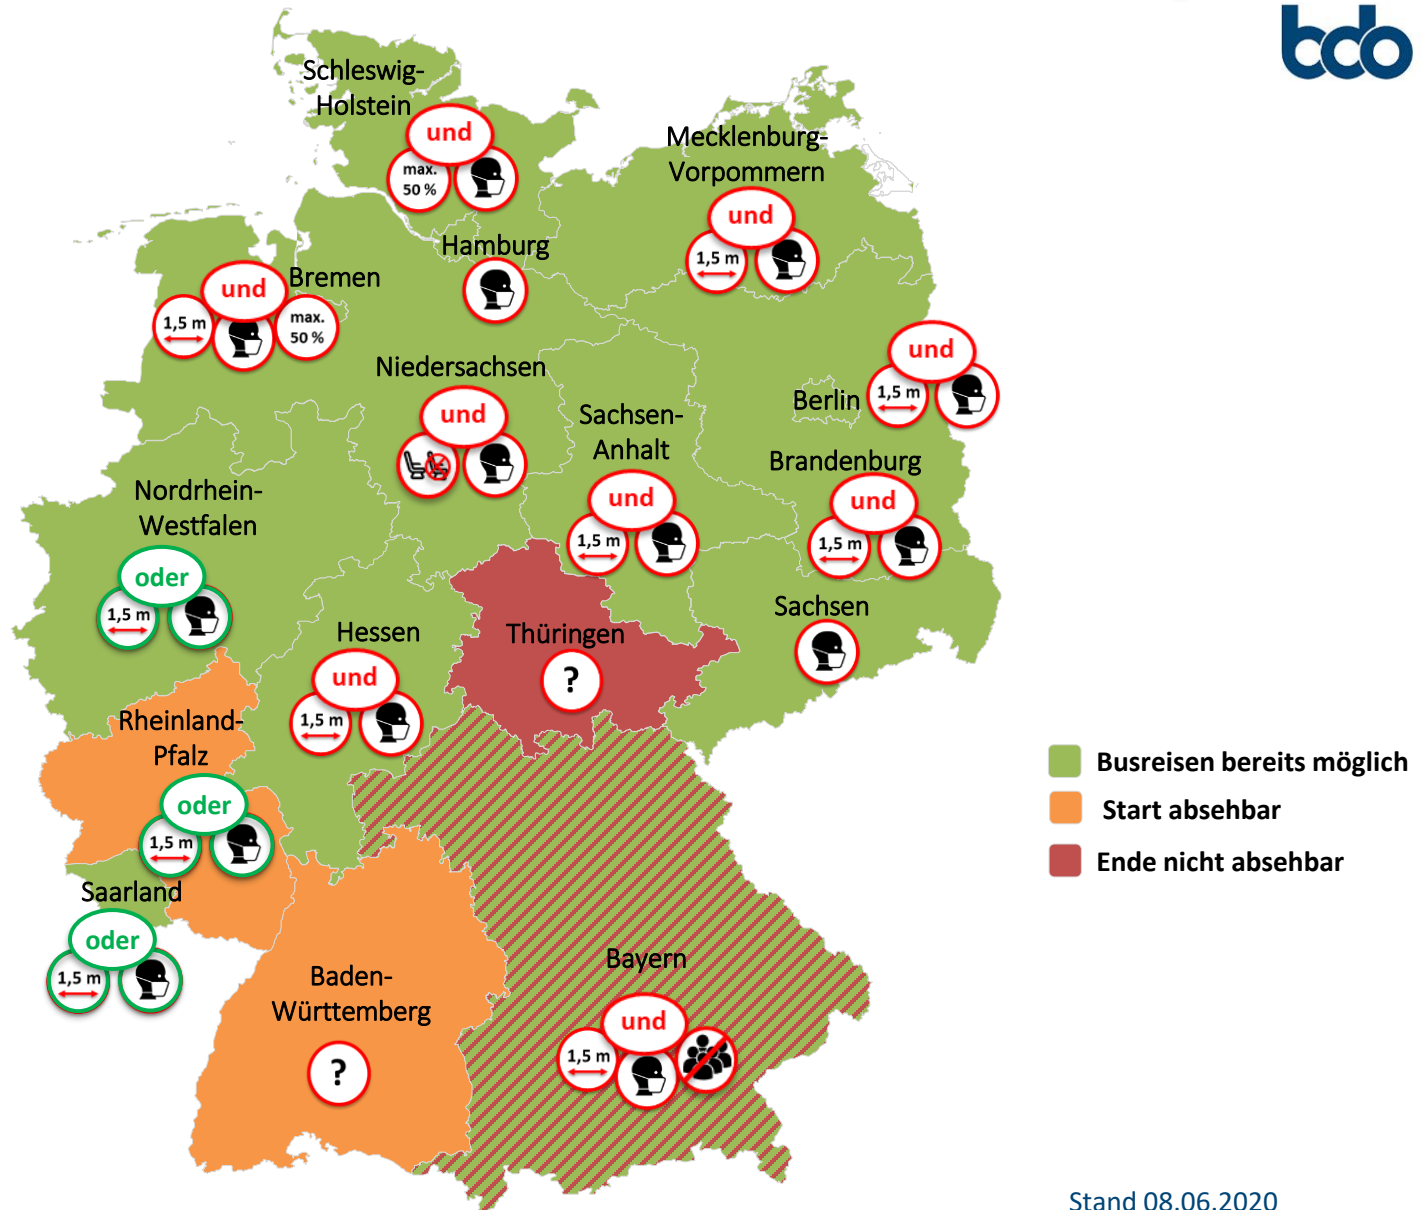 bdo
Schleswig-
Holstein
und
max.
50 %
Mecklenburg-
Vorpommern
und
1,5 m
Hamburg
Bremen
und
1,5 m
max.
50 %
Niedersachsen
und
Berlin
und
1,5 m
Sachsen-
Anhalt
und
1,5 m
Brandenburg
und
1,5 m
Nordrhein-
Westfalen
oder
1,5 m
Hessen
und
1,5 m
Thüringen
?
Sachsen
Rheinland-
Pfalz
oder
1,5 m
Saarland
oder
1,5 m
Baden-
Württemberg
?
Bayern
und
1,5 m
Busreisen bereits möglich
Start absehbar
Ende nicht absehbar
Stand 08.06.2020